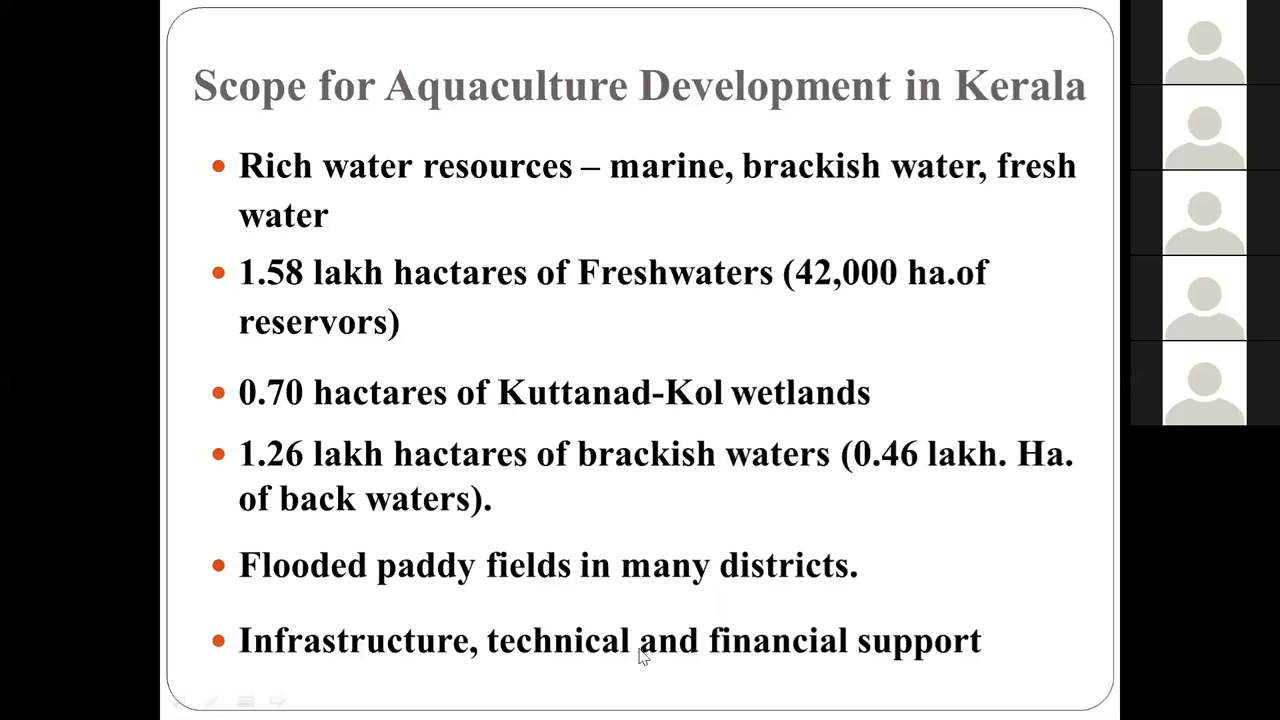 Scope for Aquaculture Development in Kerala
Rich water resources – marine, brackish water, fresh
water
1.58 lakh hactares of Freshwaters (42,000 ha.of
reservors)
0.70 hactares of Kuttanad-Kol wetlands
1.26 lakh hactares of brackish waters (0.46 lakh. Ha.
of back waters).
Flooded paddy fields in many districts.
Infrastructure, technical and financial support